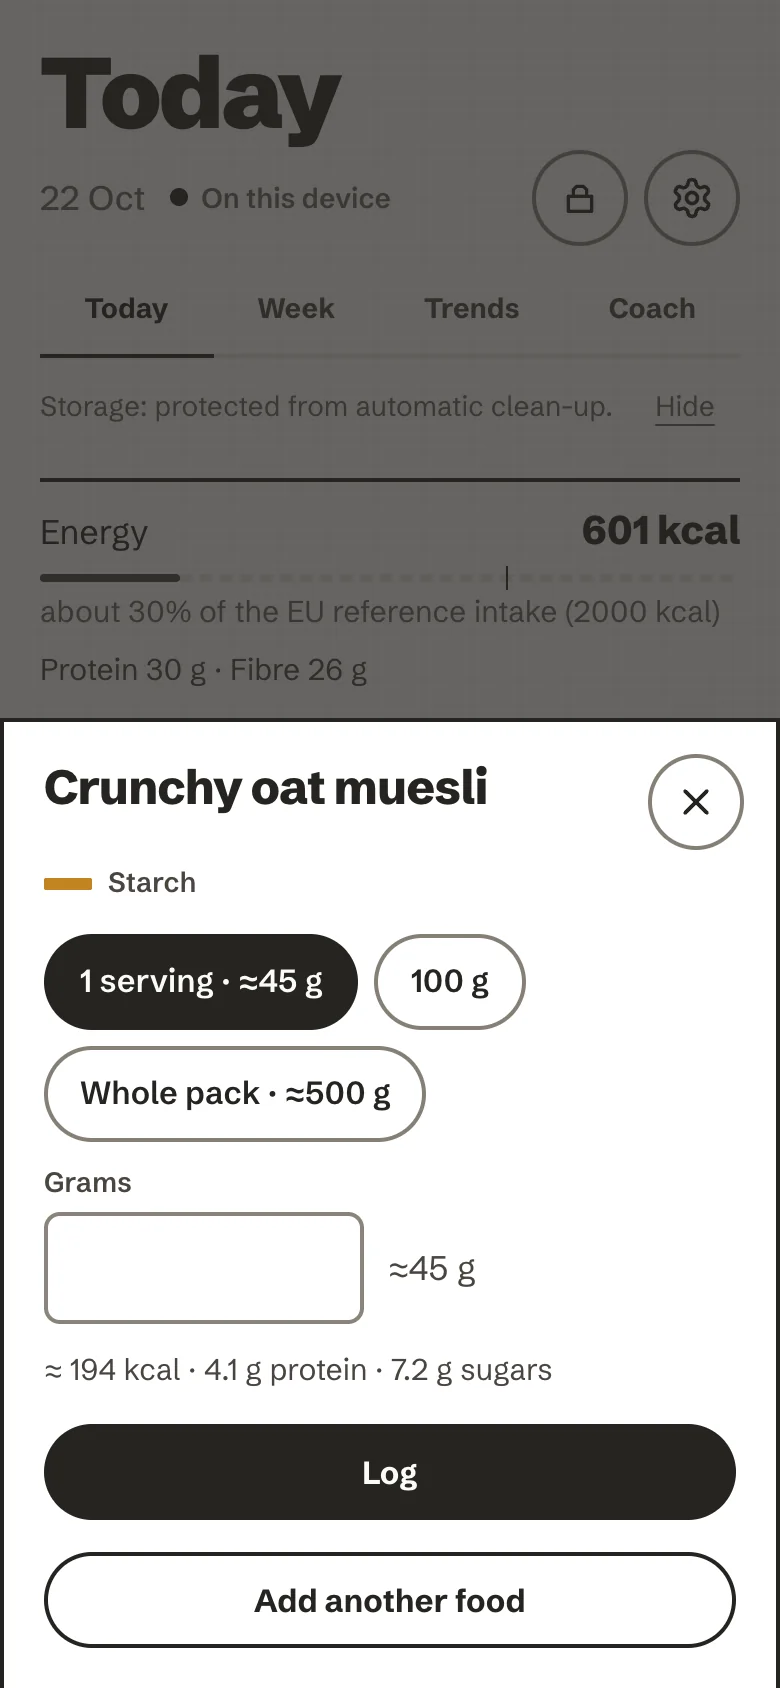 Today
22 Oct On this device
Today Week Trends Coach
Storage: protected from automatic clean-up. Hide
Energy 601 kcal
about 30% of the EU reference intake (2000 kcal)
Protein 30 g · Fibre 26 g
Crunchy oat muesli
Starch
1 serving · ≈45 g 100 g
Whole pack · ≈500 g
Grams
≈45 g
≈ 194 kcal · 4.1 g protein · 7.2 g sugars
Log
Add another food